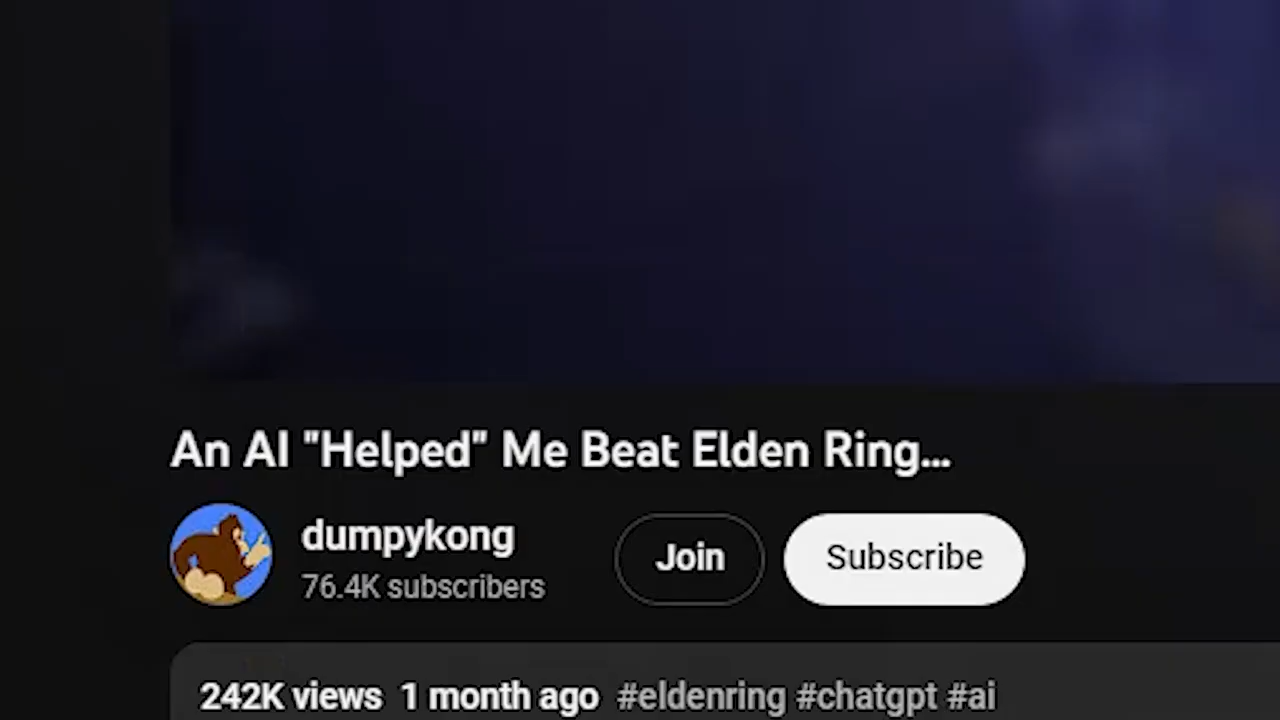 An AI "Helped" Me Beat Elden Ring...
dumpykong
76.4K subscribers
Join
Subscribe
242K views 1 month ago #eldenring #chatgpt #ai